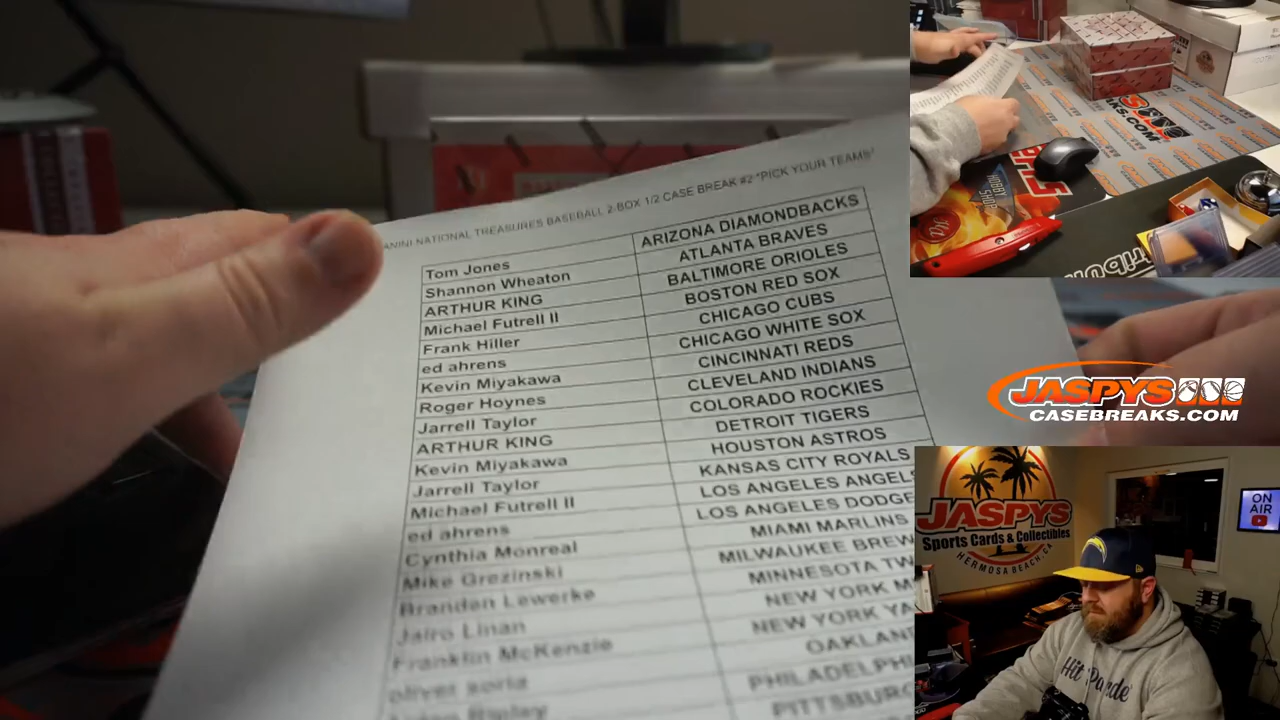 ANINI NATIONAL TREASURES BASEBALL 2-BOX 1/2 CASE BREAK #2 *PICK YOUR TEAMS*
Tom Jones ARIZONA DIAMONDBACKS
Shannon Wheaton ATLANTA BRAVES
ARTHUR KING BALTIMORE ORIOLES
Michael Futrell II BOSTON RED SOX
Frank Hiller CHICAGO CUBS
ed ahrens CHICAGO WHITE SOX
Kevin Miyakawa CINCINNATI REDS
Roger Hoynes CLEVELAND INDIANS
Jarrell Taylor COLORADO ROCKIES
ARTHUR KING DETROIT TIGERS
Kevin Miyakawa HOUSTON ASTROS
Jarrell Taylor KANSAS CITY ROYALS
Michael Futrell II LOS ANGELES ANGELS
ed ahrens LOS ANGELES DODGE
Cynthia Monreal MIAMI MARLINS
Mike Grezinski MILWAUKEE BREW
Brandan Lewerke MINNESOTA TW
Jairo Linan NEW YORK M
Franklin McKenzie NEW YORK YA
oliver soria OAKLAN
Ripley PHILADELPHI
PITTSBURG
JASPYS
CASEBREAKS.COM
JASPYS
Sports Cards & Collectibles
HERMOSA BEACH, CA
ON
AIR
Hit Parade
HOBBY